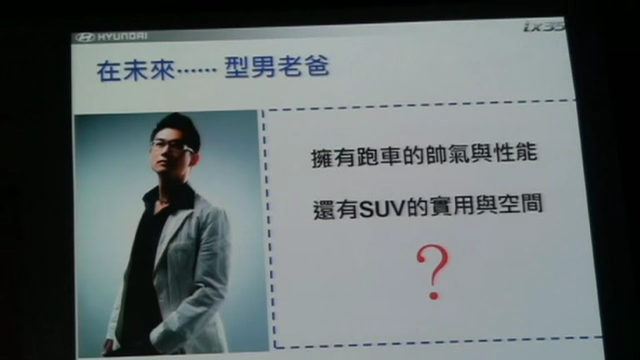 HYUNDAI
ix35
在未來…… 型男老爸
擁有跑車的帥氣與性能
還有SUV的實用與空間
?